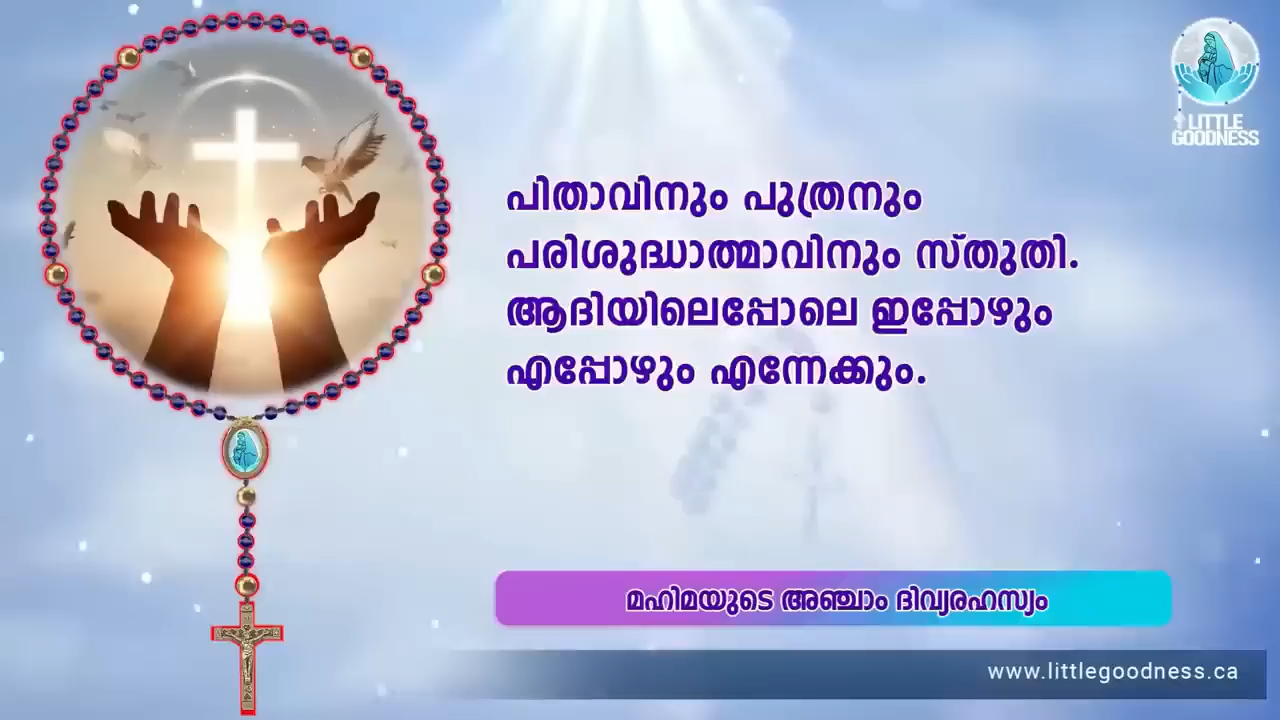 LITTLE
GOODNESS
പിതാവിനും പുത്രനും
പരിശുദ്ധാത്മാവിനും സ്തുതി.
ആദിയിലെപ്പോലെ ഇപ്പോഴും
എപ്പോഴും എന്നേക്കും.
മഹിമയുടെ അഞ്ചാം ദിവ്യരഹസ്യം
www.littlegoodness.ca